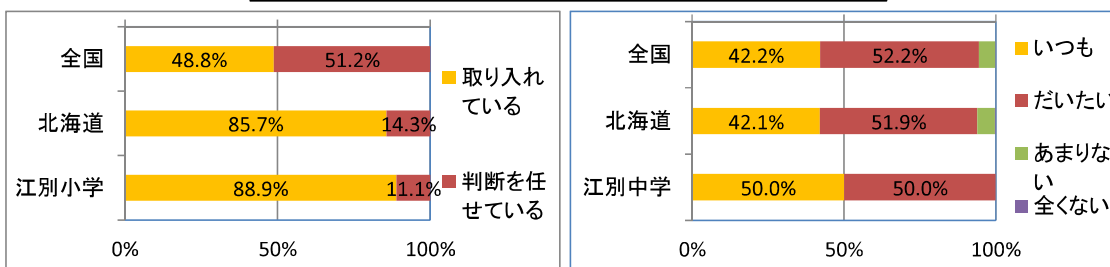 全国
48.8%
51.2%
北海道
85.7%
14.3%
江別小学
88.9%
11.1%
0%
50%
100%
取り入れ
ている
判断を任
せている
全国
42.2%
52.2%
北海道
42.1%
51.9%
江別中学
50.0%
50.0%
0%
50%
100%
いつも
だいたい
あまりな
い
全くない